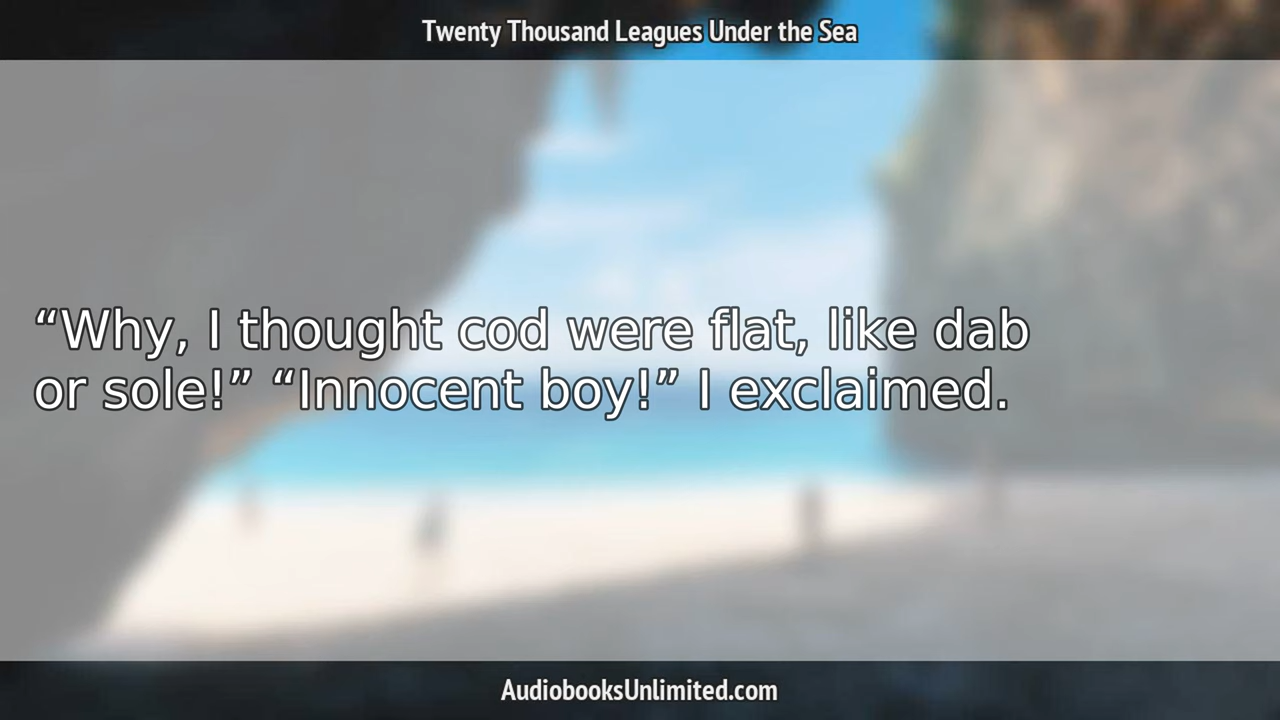 Twenty Thousand Leagues Under the Sea
“Why, I thought cod were flat, like dab
or sole!” “Innocent boy!” I exclaimed.
AudiobooksUnlimited.com